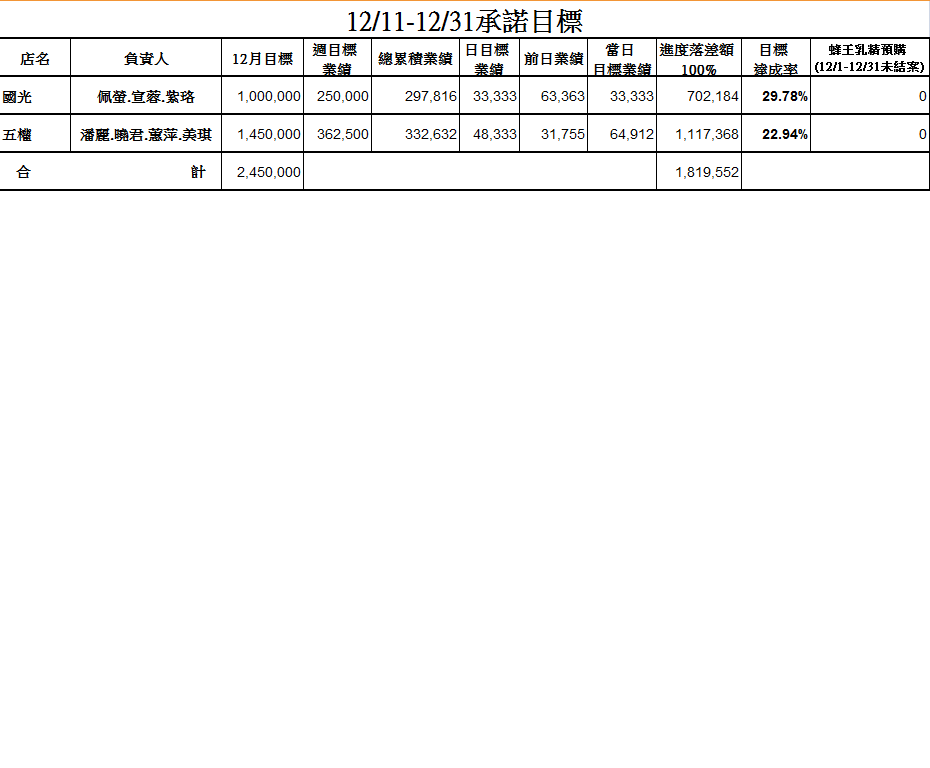 12/11-12/31承諾目標
店名 負責人 12月目標 週目標業績 總累積業績 日目標業績 前日業績 當日目標業績 進度落差額100% 目標達成率 蜂王乳精預購(12/1-12/31未結案)
國光 佩螢.宣蓉.紫珞 1,000,000 250,000 297,816 33,333 63,363 33,333 702,184 29.78% 0
五權 潘麗.曉君.蕙萍.美琪 1,450,000 362,500 332,632 48,333 31,755 64,912 1,117,368 22.94% 0
合計 2,450,000 1,819,552